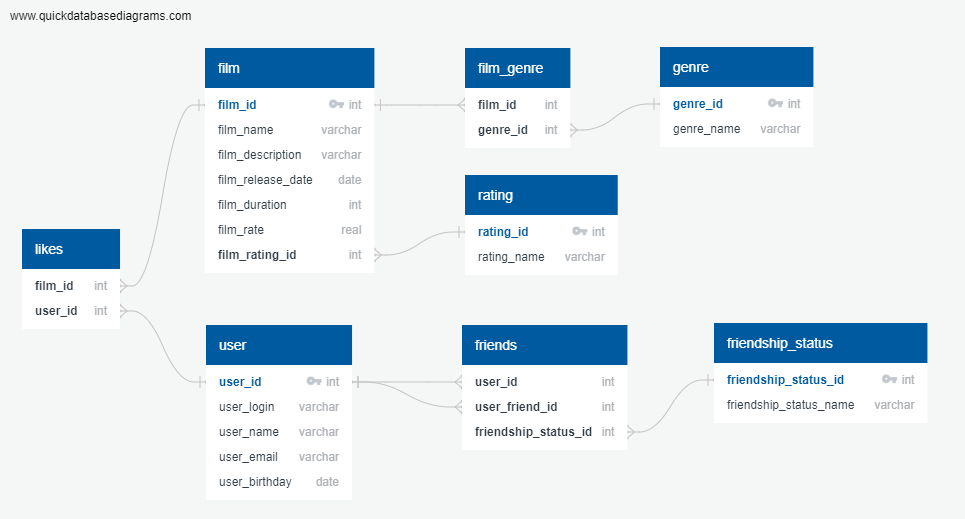 www.quickdatabasediagrams.com
film
film_id int
film_name varchar
film_description varchar
film_release_date date
film_duration int
film_rate real
film_rating_id int
film_genre
film_id int
genre_id int
genre
genre_id int
genre_name varchar
rating
rating_id int
rating_name varchar
likes
film_id int
user_id int
user
user_id int
user_login varchar
user_name varchar
user_email varchar
user_birthday date
friends
user_id int
user_friend_id int
friendship_status_id int
friendship_status
friendship_status_id int
friendship_status_name varchar